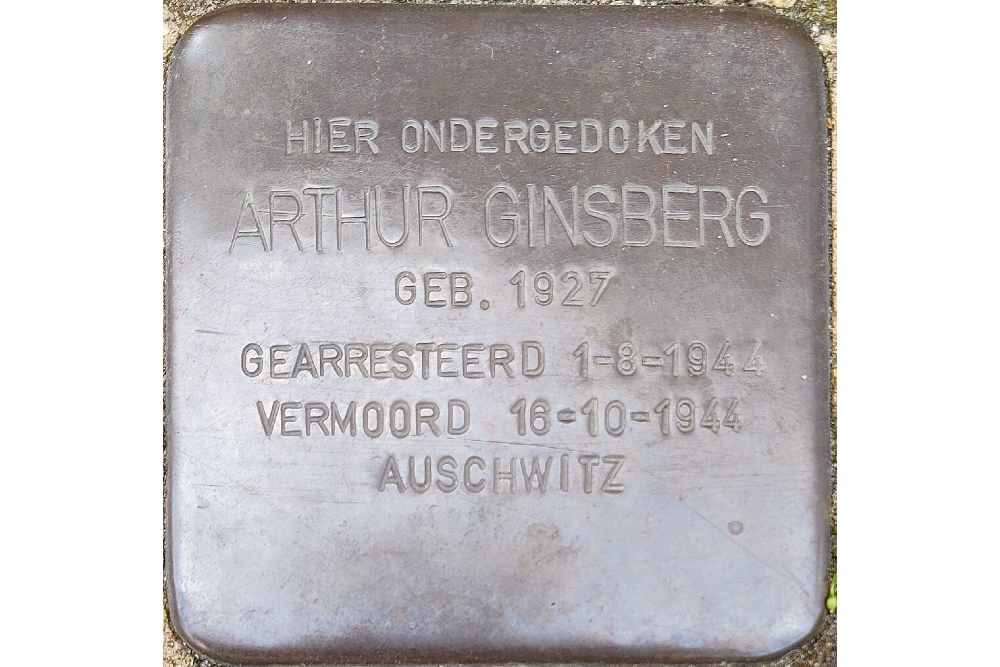 HIER ONDERGEDOKEN
ARTHUR GINSBERG
GEB. 1927
GEARRESTEERD 1-8-1944
VERMOORD 16-10-1944
AUSCHWITZ